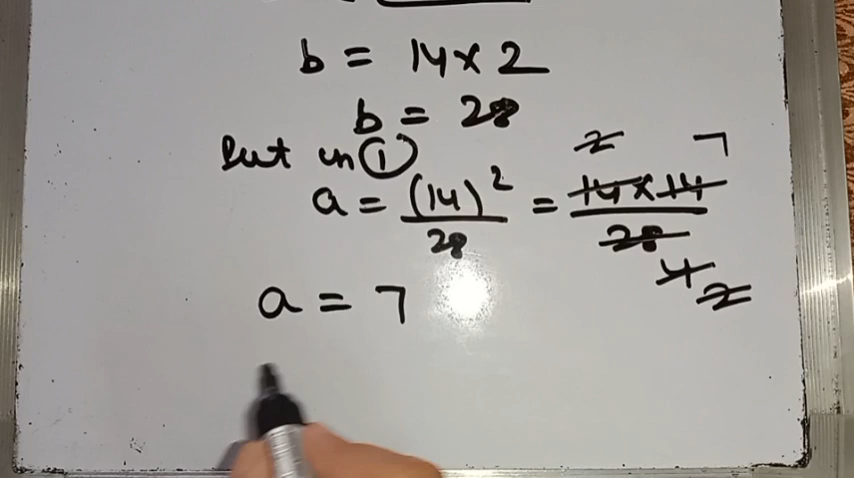 b = 14 × 2
b = 28
Put in ①
a = (14)² / 28 = 14 × 14 / 28
2 7
4 2
a = 7